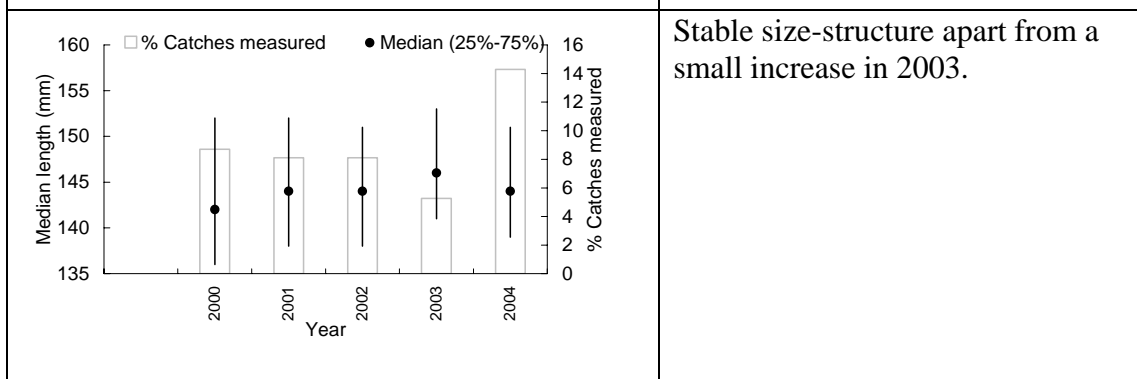 % Catches measured
Median (25%-75%)
160
155
150
145
140
135
Median length (mm)
16
14
12
10
8
6
4
2
0
% Catches measured
2000
2001
2002
2003
2004
Year
Stable size-structure apart from a
small increase in 2003.